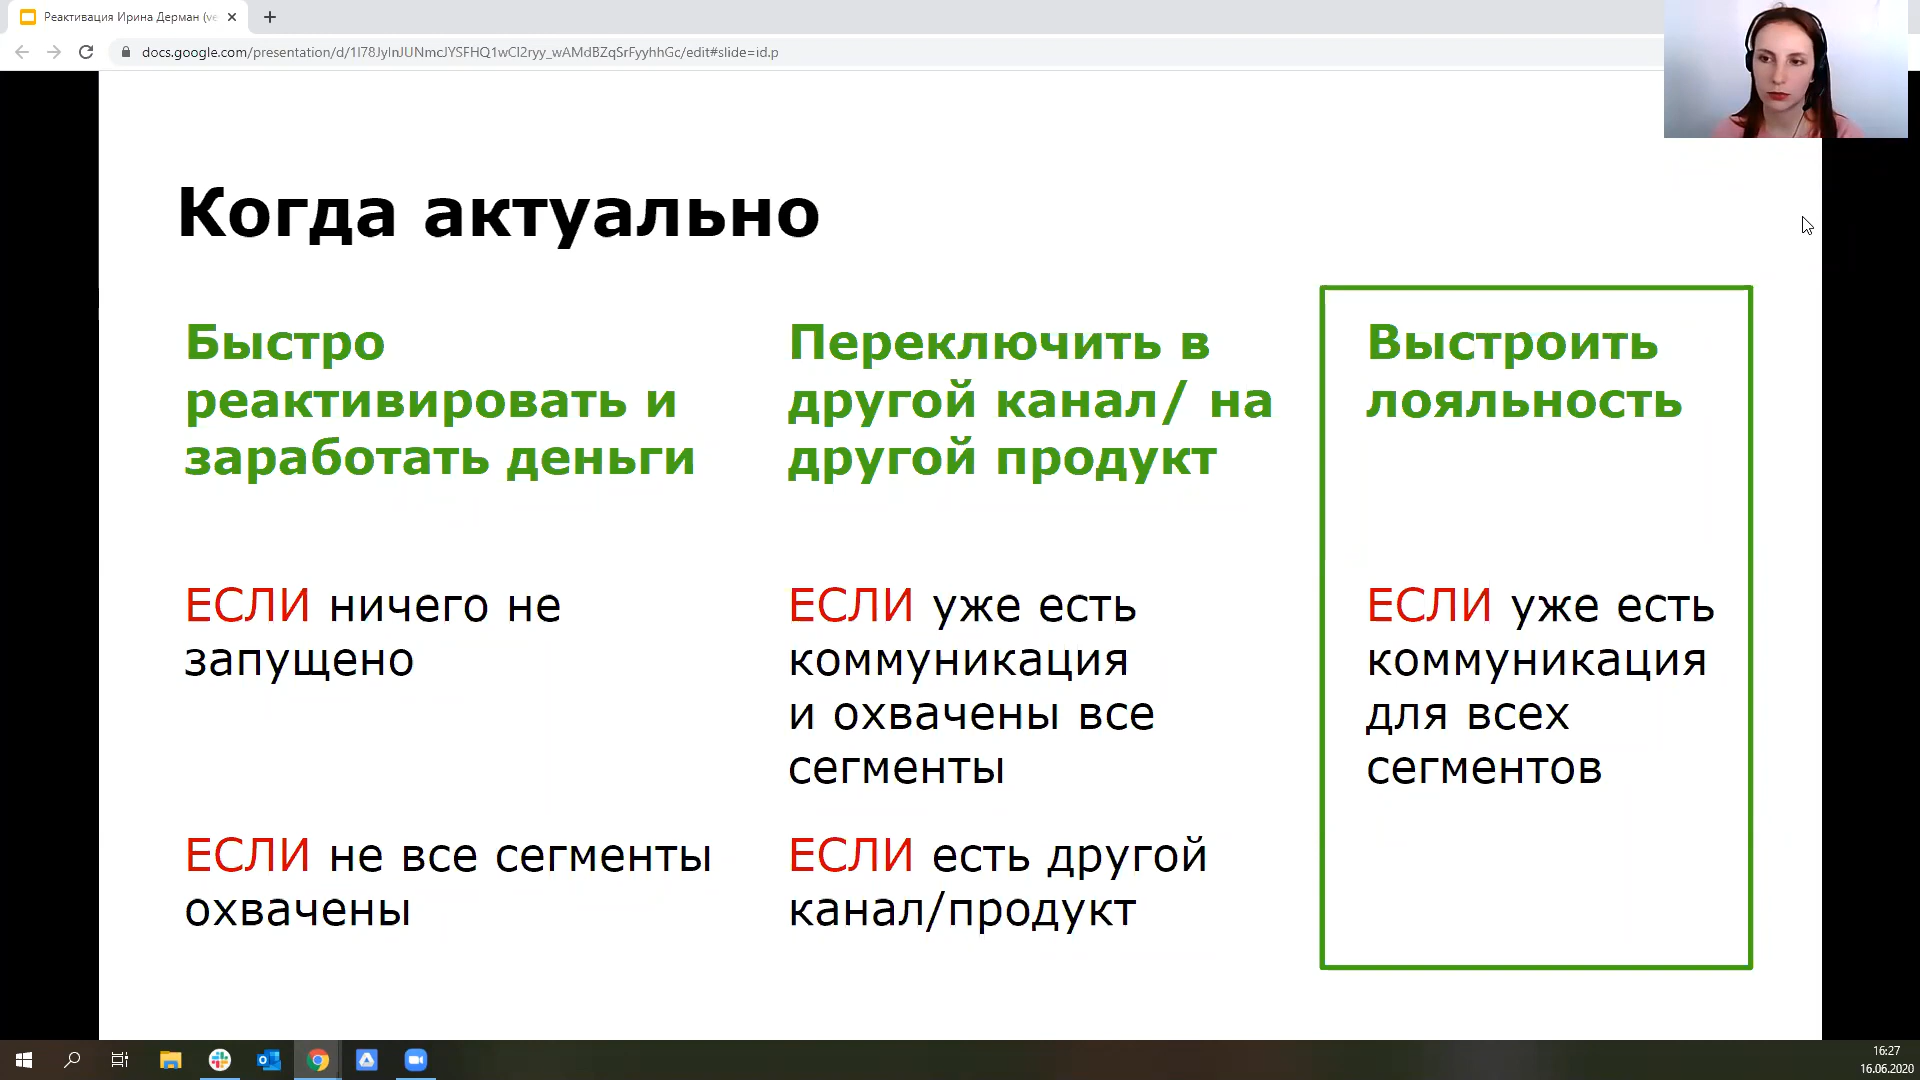 Реактивация Ирина Дерман (ve
docs.google.com/presentation/d/1I78JyInJUNmcJYSFHQ1wCI2ryy_wAMdBZqSrFyyhhGc/edit#slide=id.p
Когда актуально
Быстро
реактивировать и
заработать деньги
ЕСЛИ ничего не
запущено
ЕСЛИ не все сегменты
охвачены
Переключить в
другой канал/ на
другой продукт
ЕСЛИ уже есть
коммуникация
и охвачены все
сегменты
ЕСЛИ есть другой
канал/продукт
Выстроить
лояльность
ЕСЛИ уже есть
коммуникация
для всех
сегментов
16:27
16.06.2020